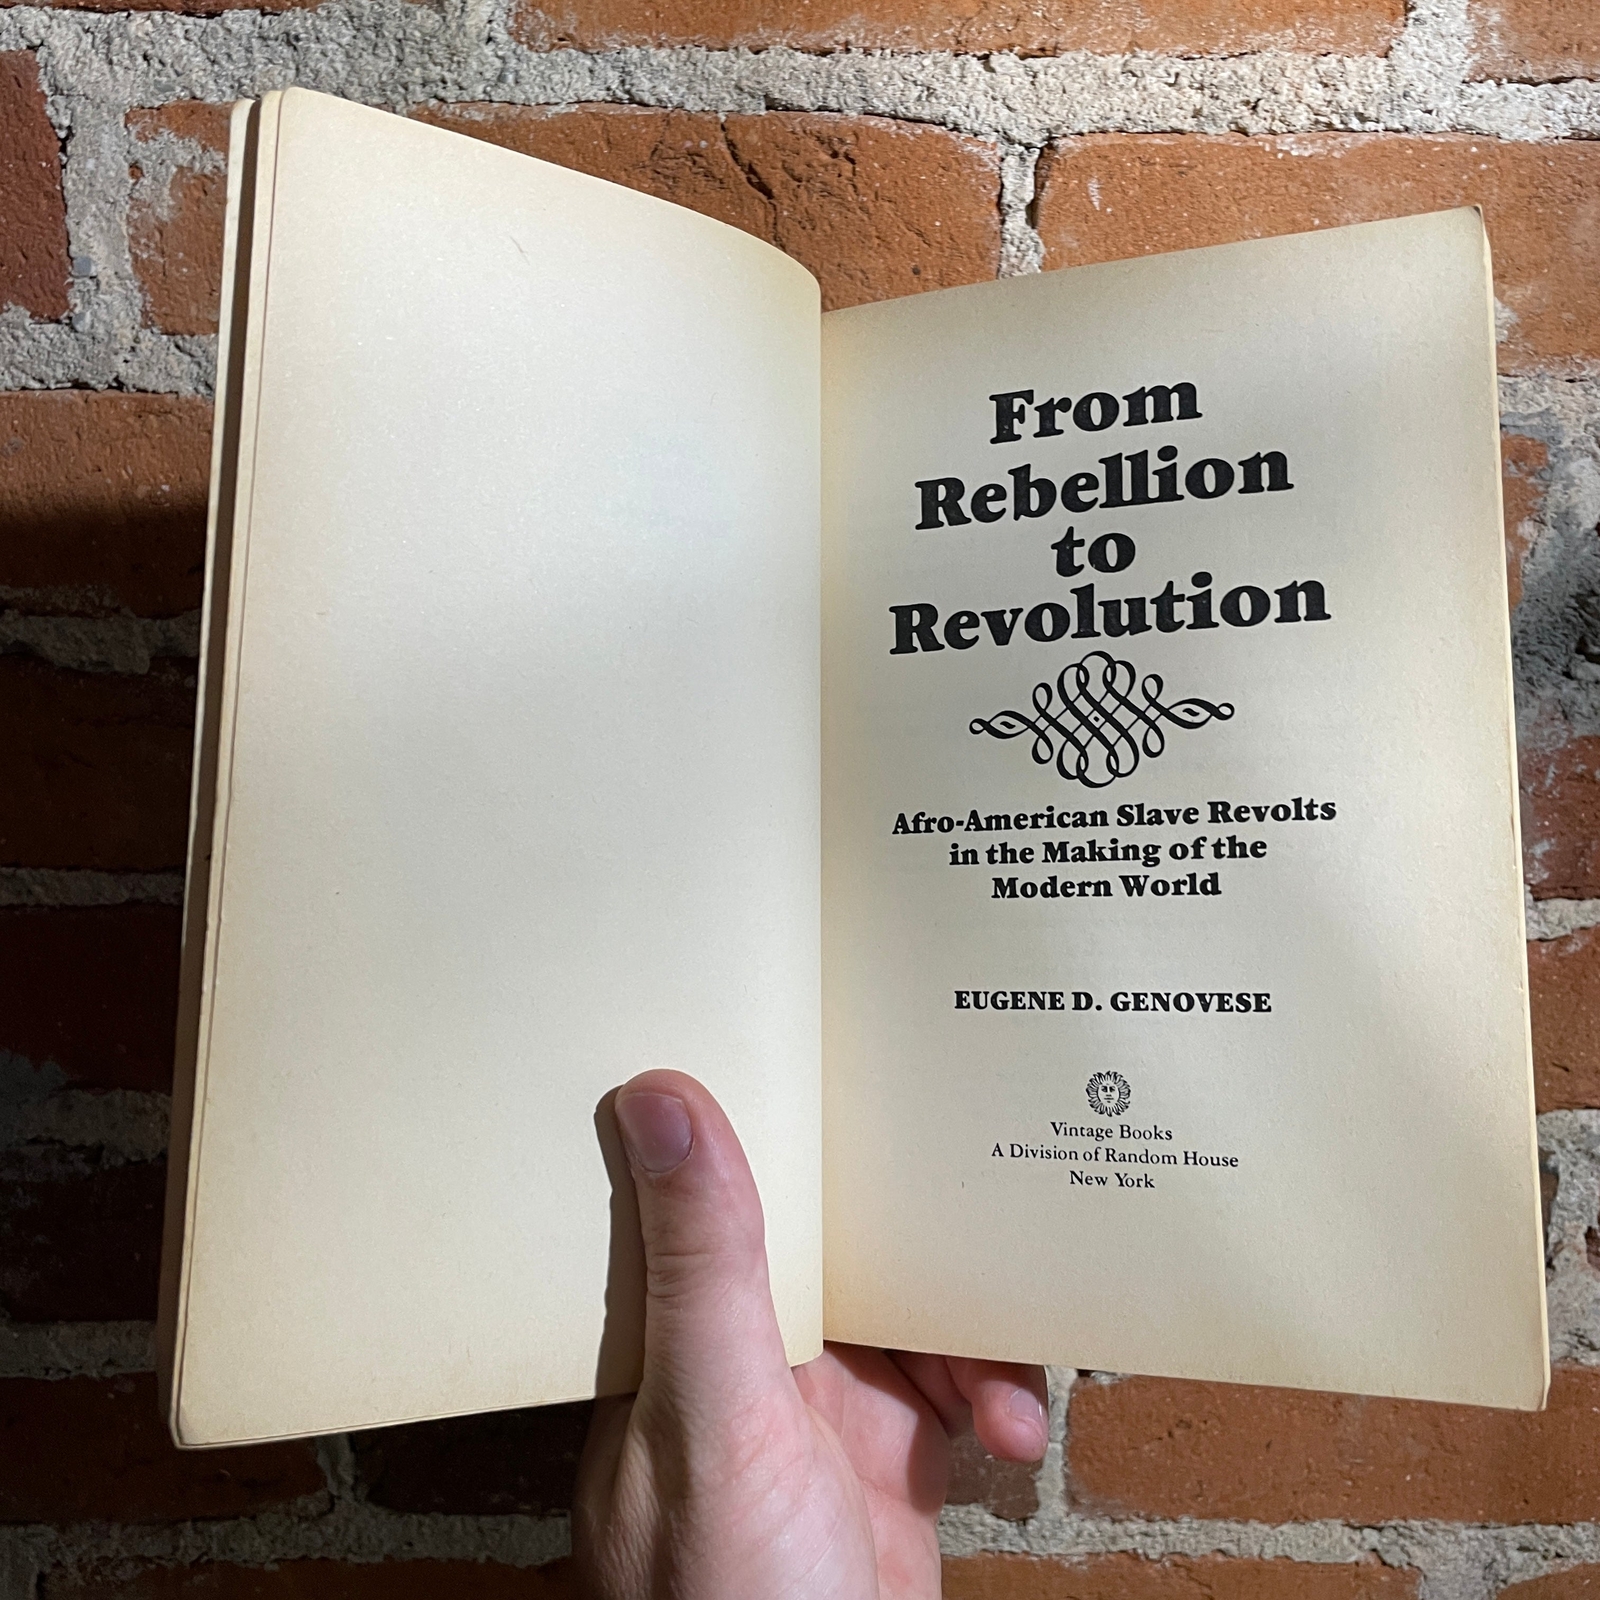 From
Rebellion
to
Revolution
Afro-American Slave Revolts
in the Making of the
Modern World
EUGENE D. GENOVESE
Vintage Books
A Division of Random House
New York